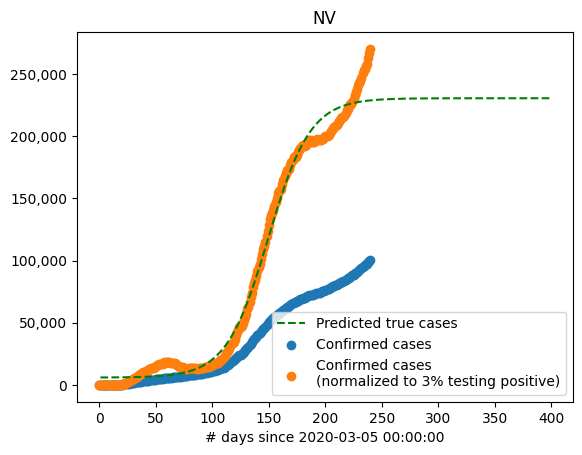 NV
250,000
200,000
150,000
100,000
50,000
0
Predicted true cases
Confirmed cases
Confirmed cases
(normalized to 3% testing positive)
0 50 100 150 200 250 300 350 400
# days since 2020-03-05 00:00:00